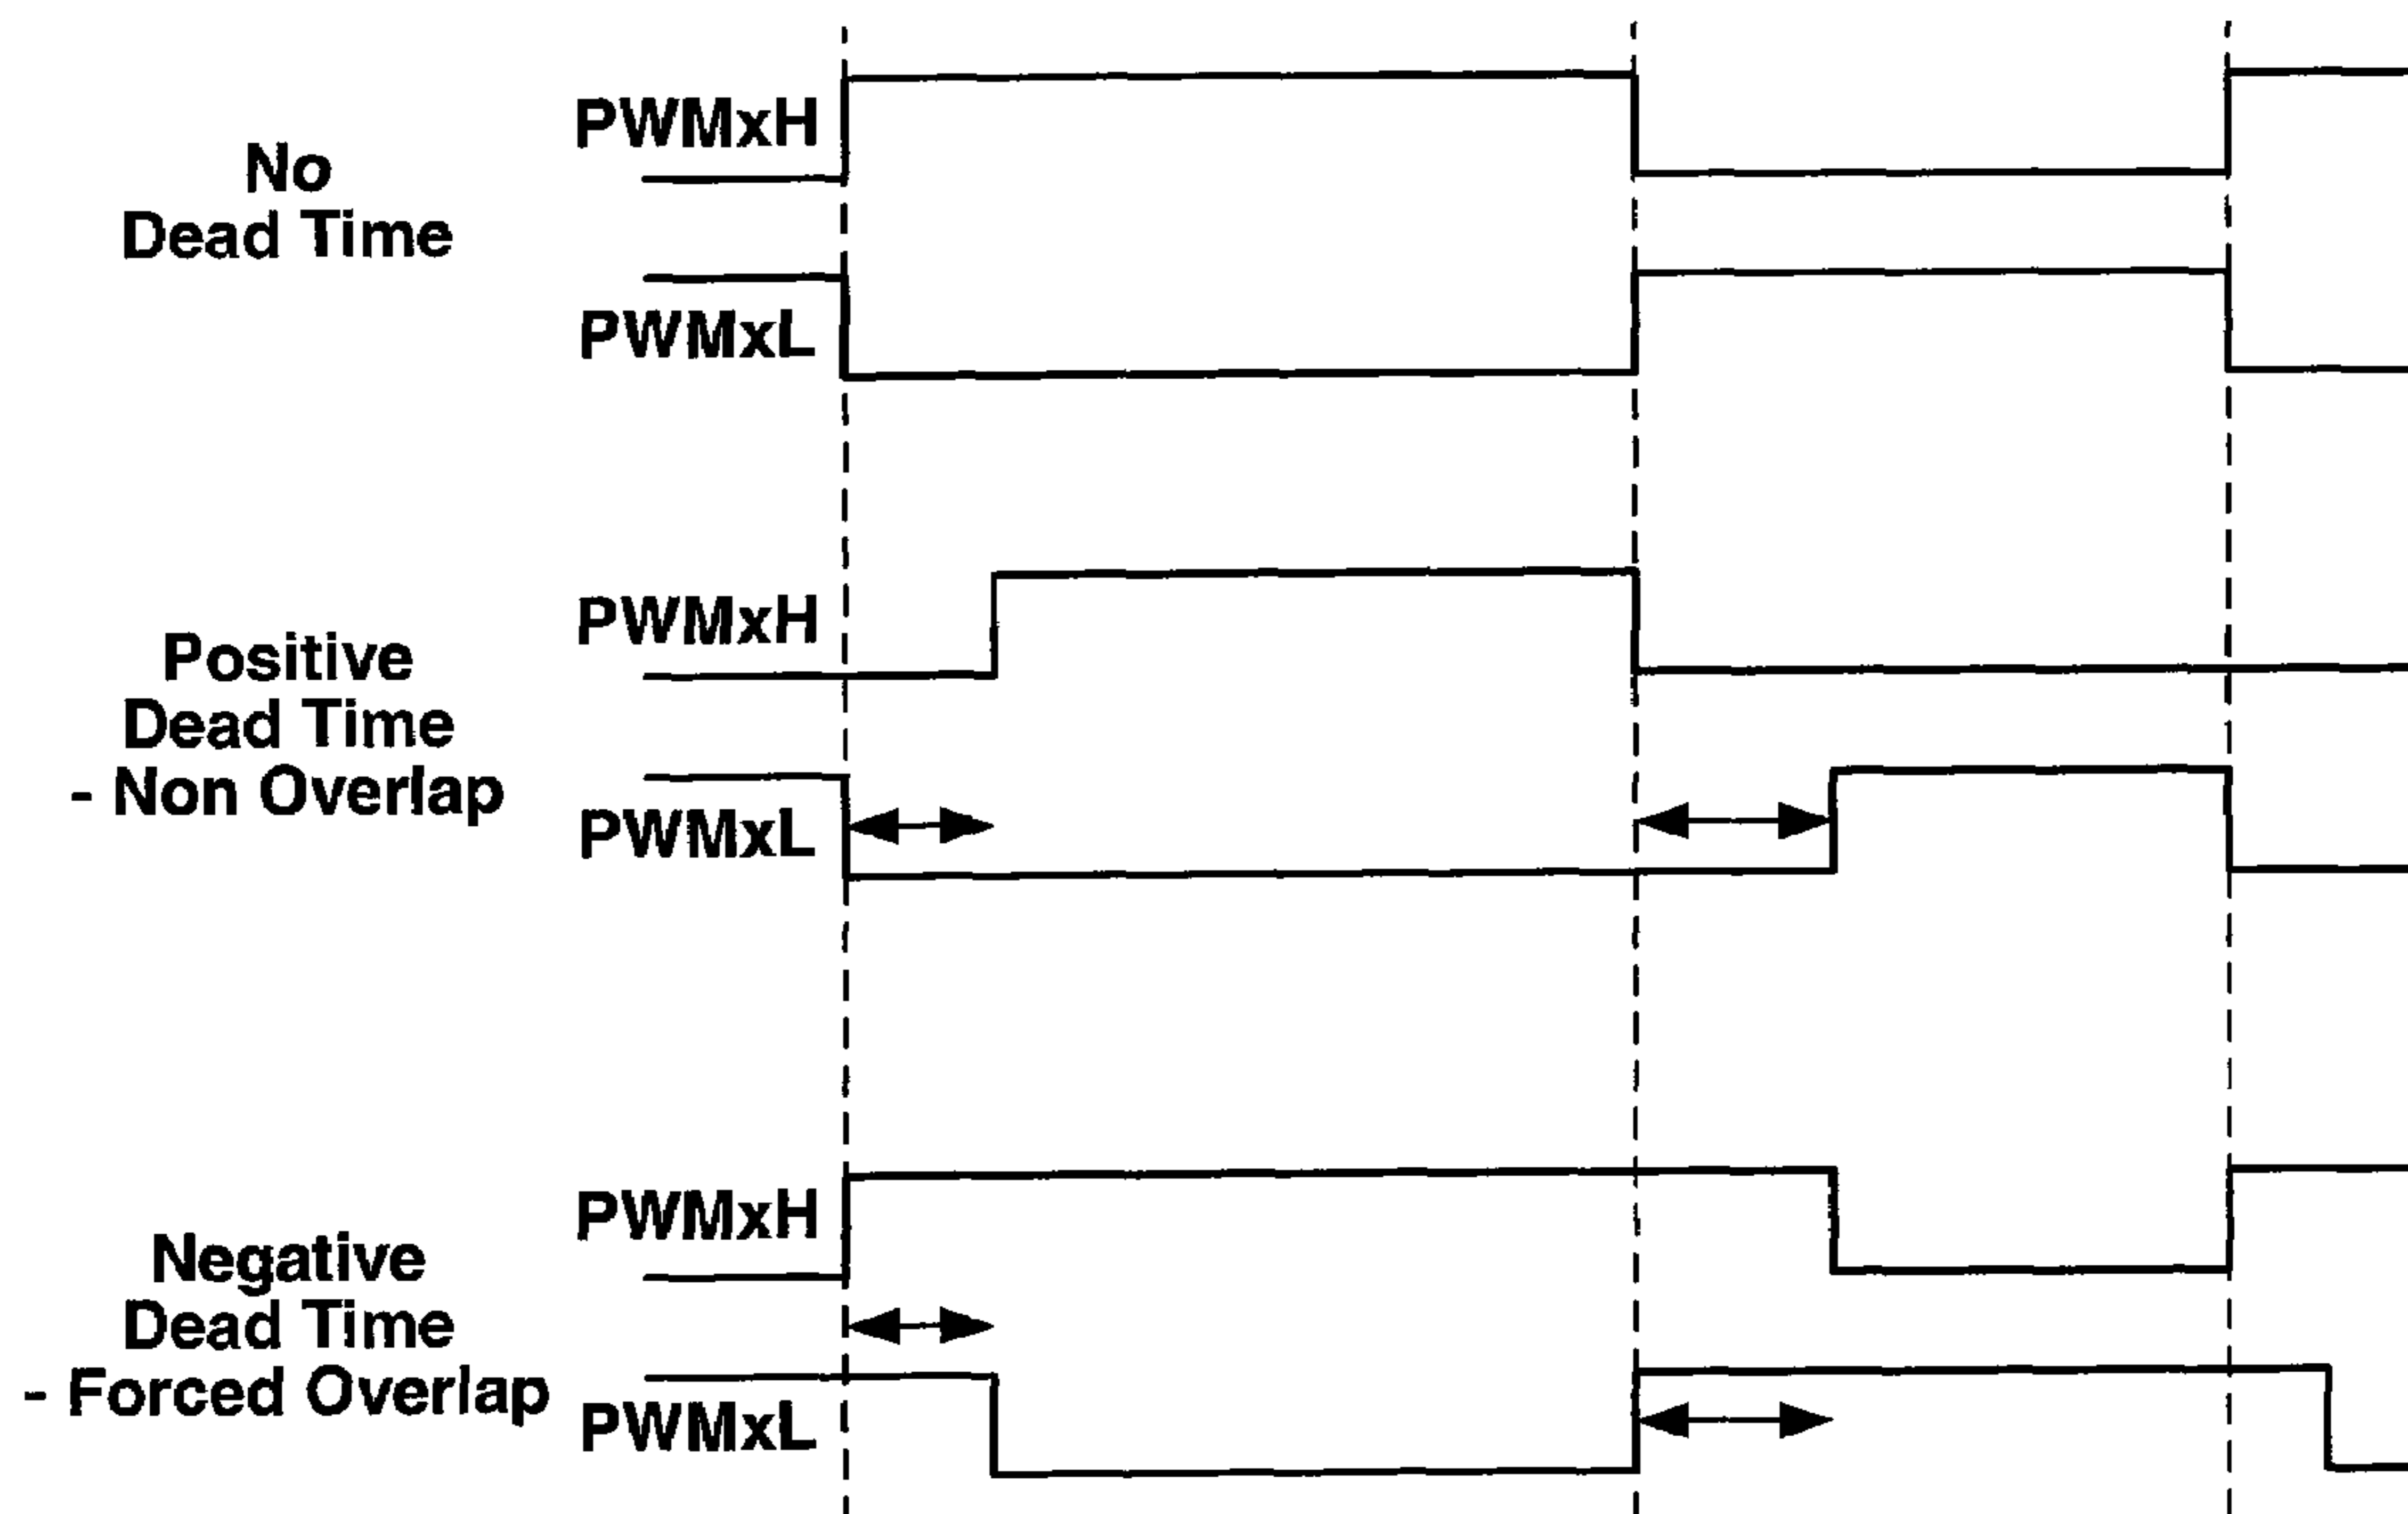 PWMxH
No
Dead Time
PWMxL
PWMxH
Positive
Dead Time
- Non Overlap
PWMxL
PWMxH
Negative
Dead Time
- Forced Overlap
PWMxL